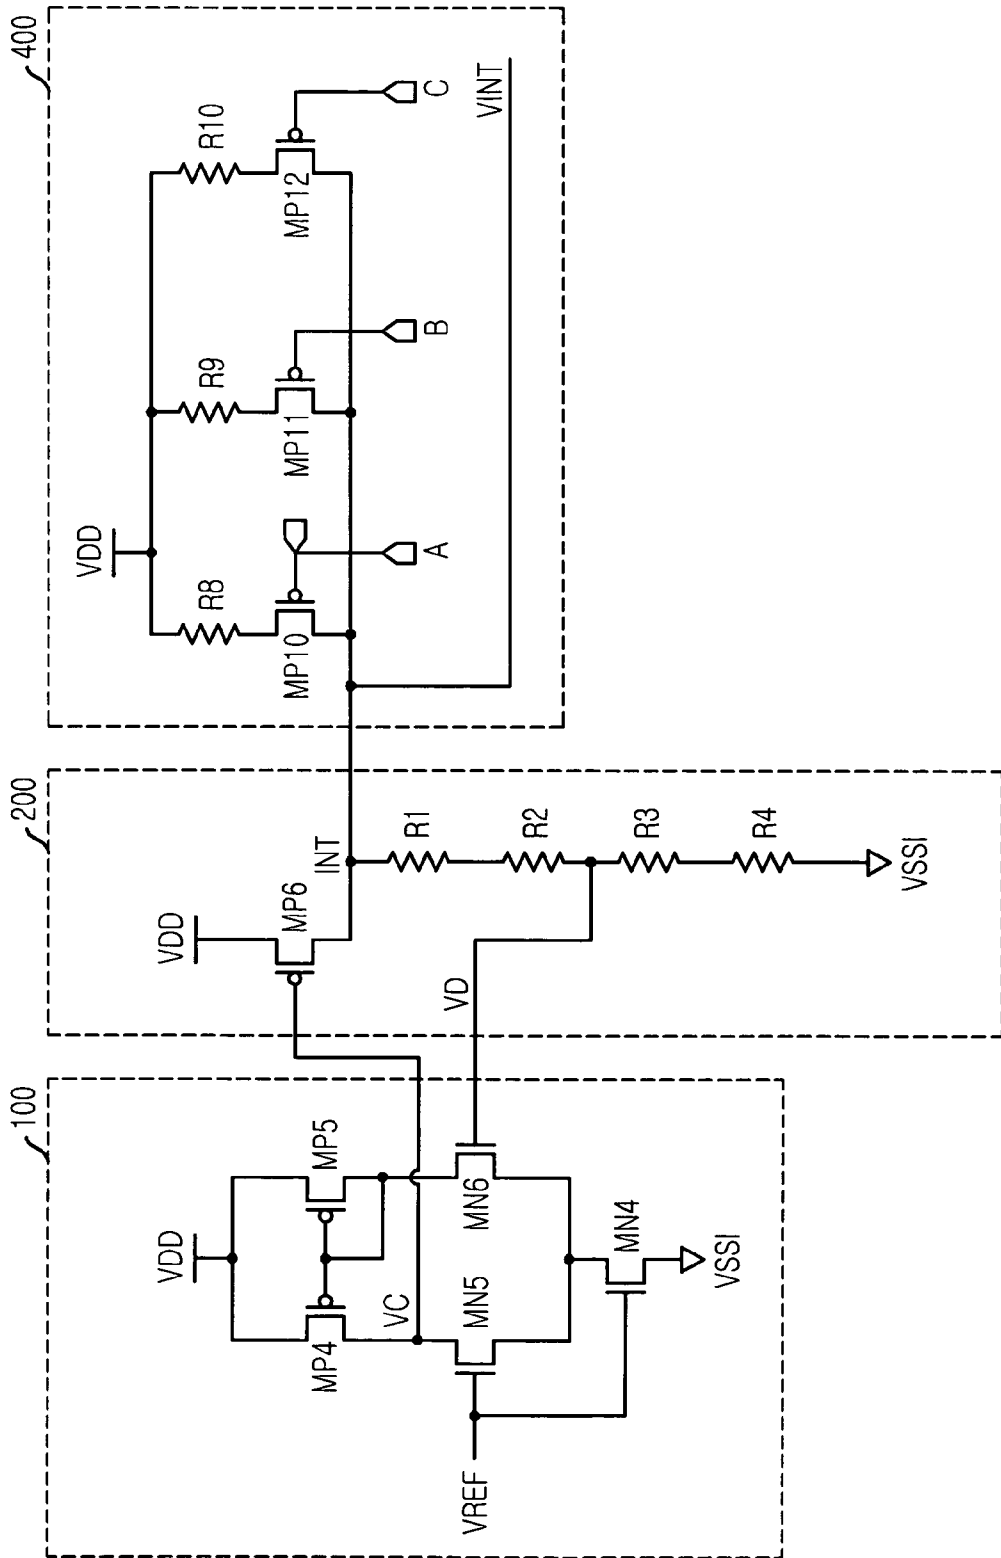 100
VDD
MP4
MP5
VC
MN5
MN6
VREF
MN4
VSSI
200
VDD
MP6
INT
VD
R1
R2
R3
R4
VSSI
400
VDD
R8
R9
R10
MP10
MP11
MP12
A
B
C
VINT